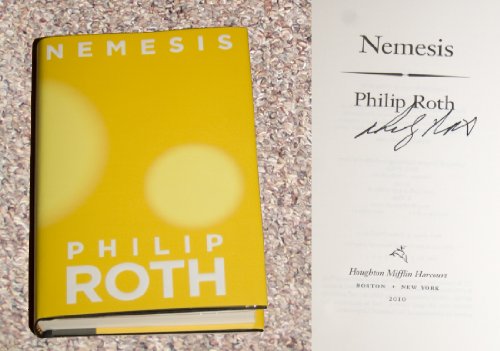 NEMESIS
PHILIP
ROTH
Nemesis
Philip Roth
Houghton Mifflin Harcourt
BOSTON • NEW YORK
2010